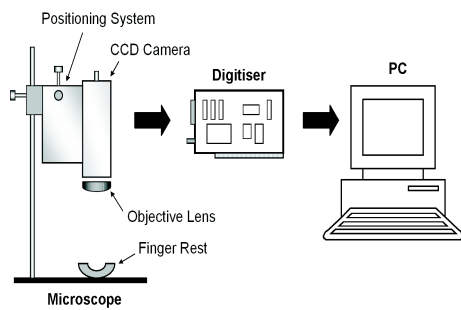 Positioning System
CCD Camera
Digitiser
PC
Objective Lens
Finger Rest
Microscope